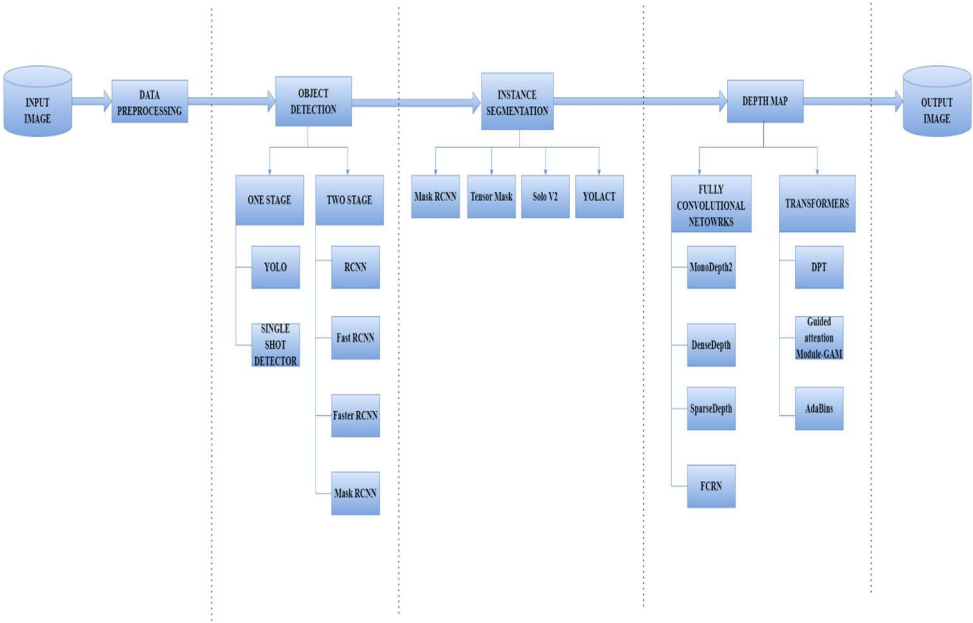 INPUT
IMAGE
DATA
PREPROCESSING
OBJECT
DETECTION
INSTANCE
SEGMENTATION
DEPTH MAP
OUTPUT
IMAGE
ONE STAGE
TWO STAGE
Mask RCNN
Tensor Mask
Solo V2
YOLACT
FULLY
CONVOLUTIONAL
NETOWRKS
TRANSFORMERS
YOLO
SINGLE
SHOT
DETECTOR
RCNN
Fast RCNN
Faster RCNN
Mask RCNN
MonoDepth2
DenseDepth
SparseDepth
FCRN
DPT
Guided
attention
Module-GAM
AdaBins